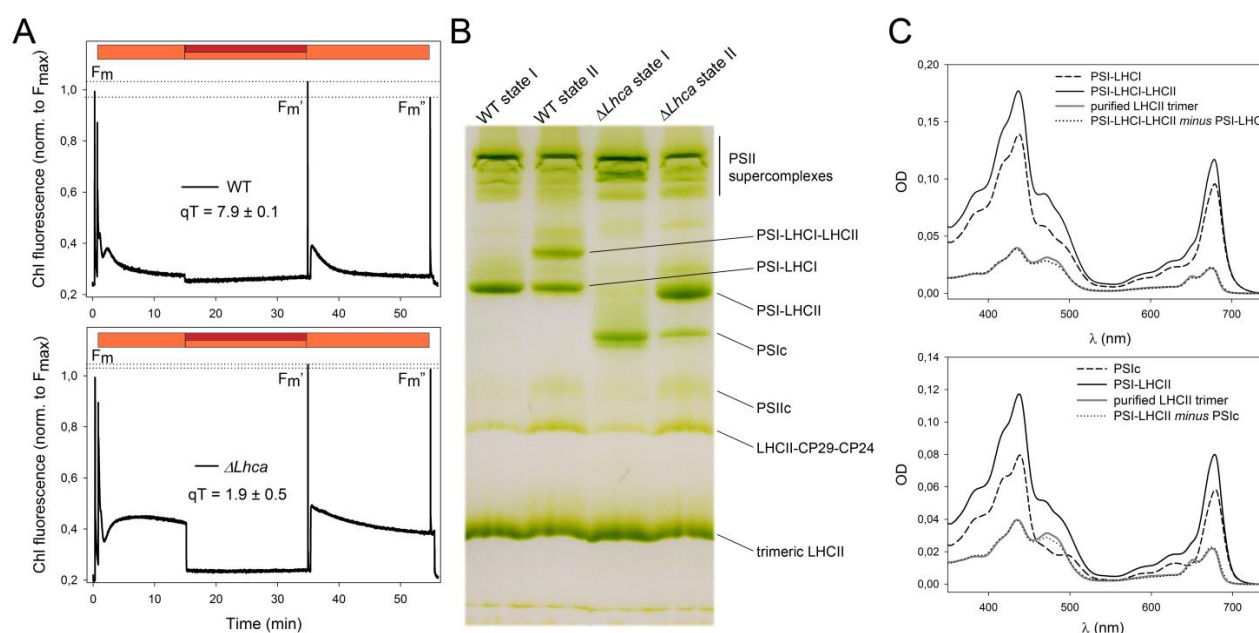 A
Chl fluorescence (norm. to Fmax)
1,0
0,8
0,6
0,4
0,2
Fm
Fm'
Fm"
WT
qT = 7.9 ± 0.1
0 10 20 30 40 50
Chl fluorescence (norm. to Fmax)
1,0
0,8
0,6
0,4
0,2
Fm
Fm'
Fm"
ΔLhca
qT = 1.9 ± 0.5
0 10 20 30 40 50
Time (min)
B
WT state I
WT state II
ΔLhca state I
ΔLhca state II
PSII
supercomplexes
PSI-LHCI-LHCII
PSI-LHCI
PSI-LHCII
PSIc
PSIIc
LHCII-CP29-CP24
trimeric LHCII
C
OD
0,20
0,15
0,10
0,05
0,00
PSI-LHCI
PSI-LHCI-LHCII
purified LHCII trimer
PSI-LHCI-LHCII minus PSI-LHC
400 500 600 700
λ (nm)
OD
0,14
0,12
0,10
0,08
0,06
0,04
0,02
0,00
PSIc
PSI-LHCII
purified LHCII trimer
PSI-LHCII minus PSIc
400 500 600 700
λ (nm)